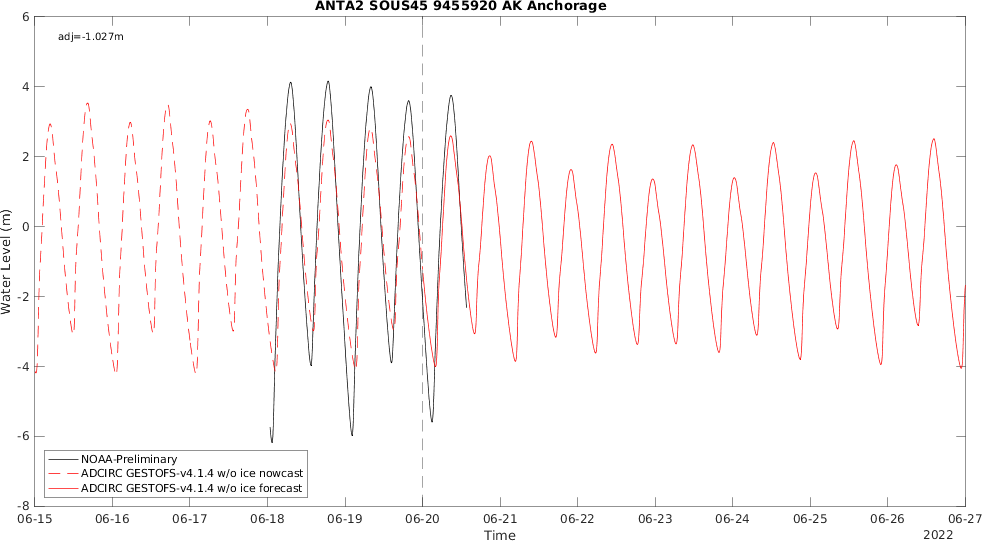 ANTA2 SOUS45 9455920 AK Anchorage
adj=-1.027m
6
4
2
0
-2
-4
-6
-8
Water Level (m)
NOAA-Preliminary
ADCIRC GESTOFS-v4.1.4 w/o ice nowcast
ADCIRC GESTOFS-v4.1.4 w/o ice forecast
06-15 06-16 06-17 06-18 06-19 06-20 06-21 06-22 06-23 06-24 06-25 06-26 06-27
Time
2022